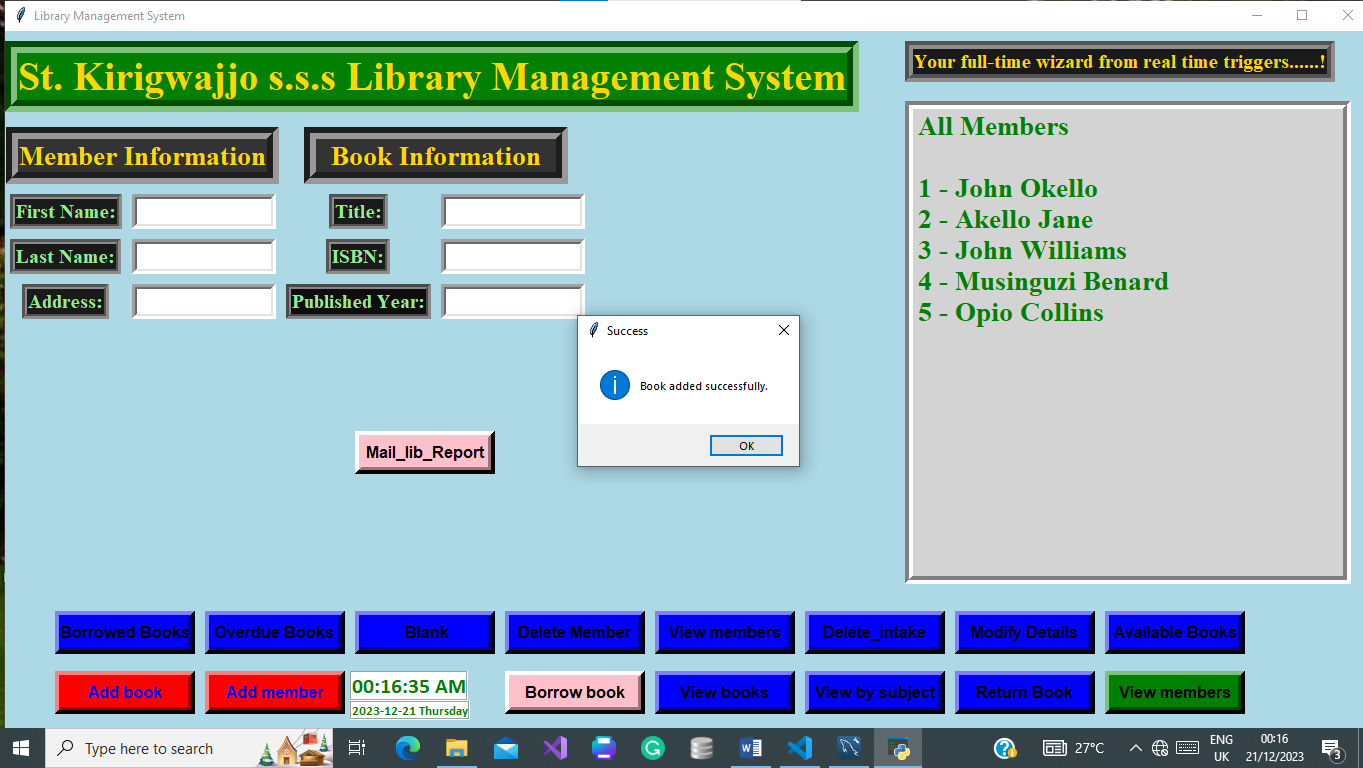 Library Management System
St. Kirigwajjo s.s.s Library Management System
Your full-time wizard from real time triggers......!
Member Information
Book Information
First Name:
Title:
Last Name:
ISBN:
Address:
Published Year:
All Members
1 - John Okello
2 - Akello Jane
3 - John Williams
4 - Musinguzi Benard
5 - Opio Collins
Success
Book added successfully.
OK
Mail_lib_Report
Borrowed Books
Overdue Books
Blank
Delete Member
View members
Delete_intake
Modify Details
Available Books
Add book
Add member
00:16:35 AM
2023-12-21 Thursday
Borrow book
View books
View by subject
Return Book
View members
Type here to search
27°C
ENG
UK
00:16
21/12/2023
3